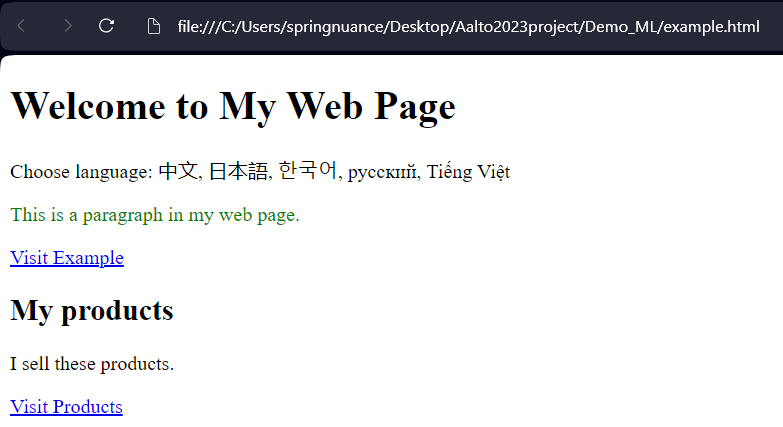 file:///C:/Users/springnuance/Desktop/Aalto2023project/Demo_ML/example.html
Welcome to My Web Page
Choose language: 中文, 日本語, 한국어, русский, Tiếng Việt
This is a paragraph in my web page.
Visit Example
My products
I sell these products.
Visit Products